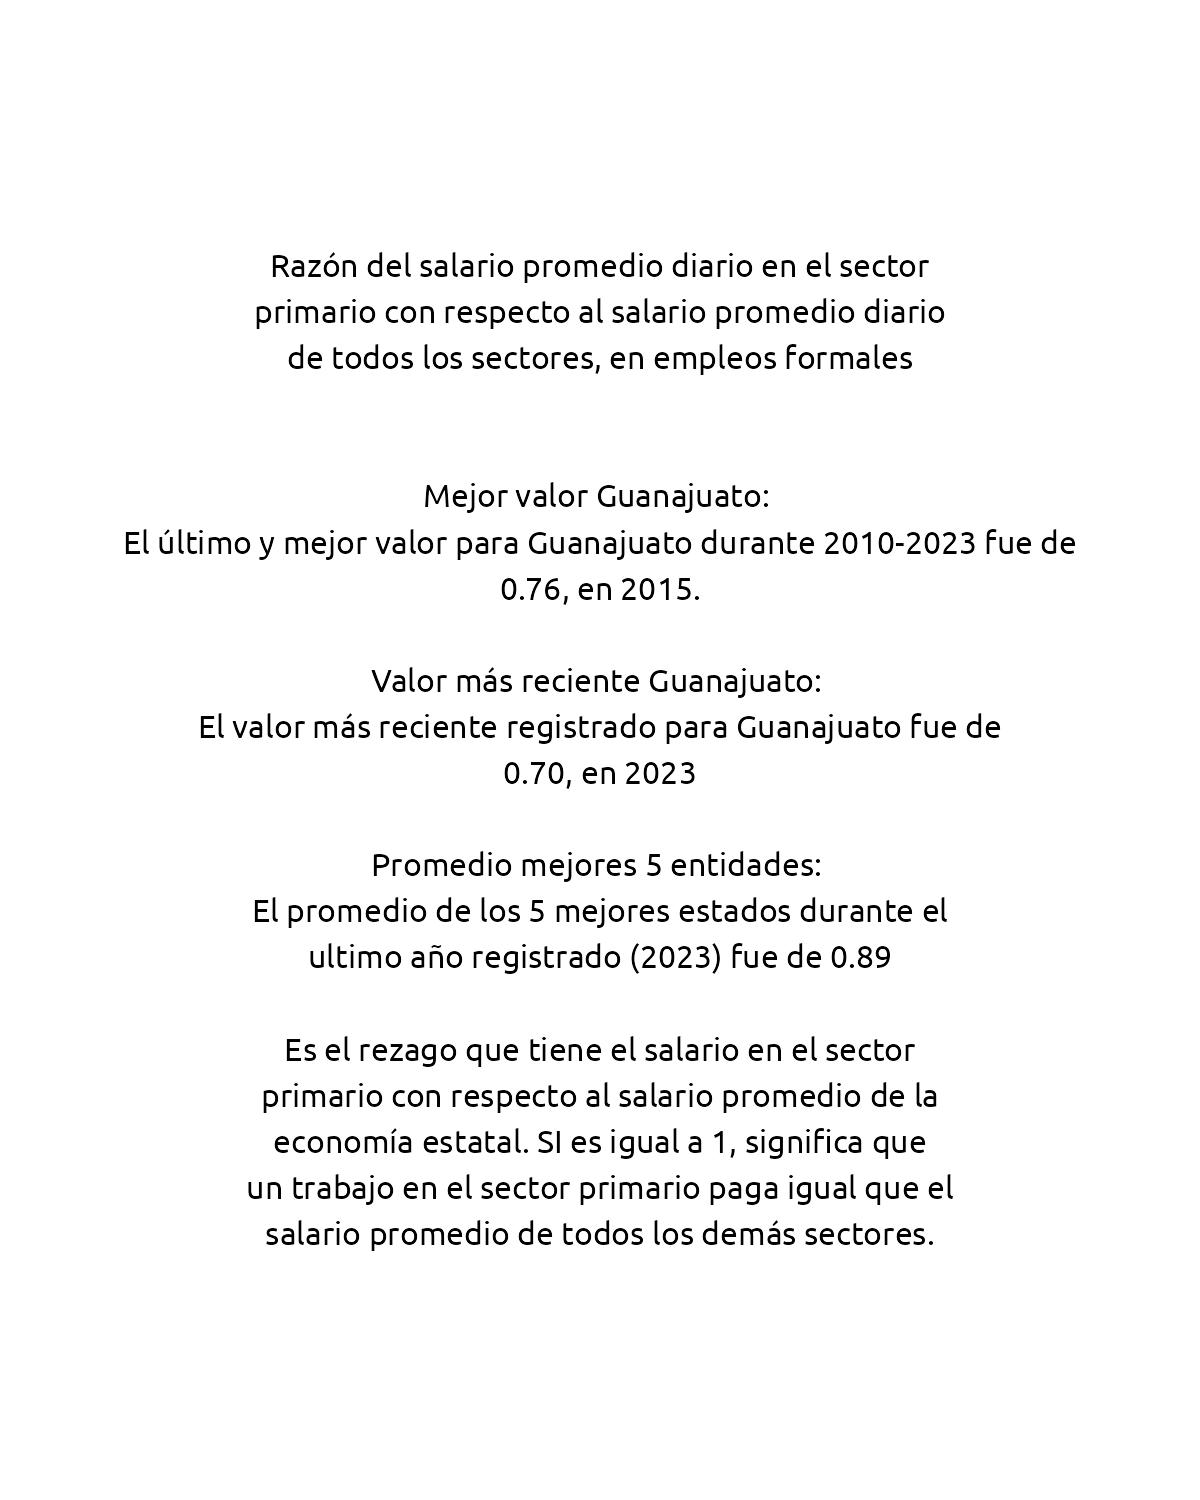 Razón del salario promedio diario en el sector
primario con respecto al salario promedio diario
de todos los sectores, en empleos formales
Mejor valor Guanajuato:
El último y mejor valor para Guanajuato durante 2010-2023 fue de
0.76, en 2015.
Valor más reciente Guanajuato:
El valor más reciente registrado para Guanajuato fue de
0.70, en 2023
Promedio mejores 5 entidades:
El promedio de los 5 mejores estados durante el
ultimo año registrado (2023) fue de 0.89
Es el rezago que tiene el salario en el sector
primario con respecto al salario promedio de la
economía estatal. SI es igual a 1, significa que
un trabajo en el sector primario paga igual que el
salario promedio de todos los demás sectores.